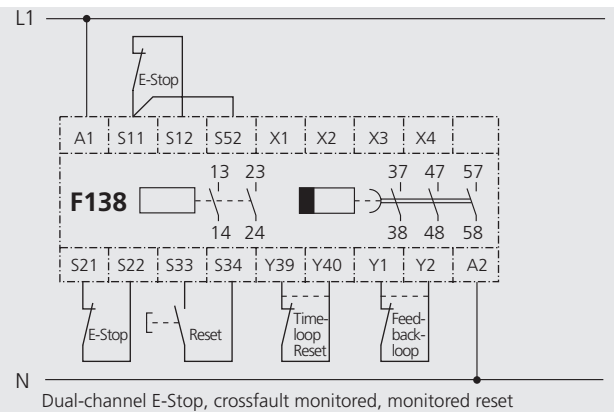 L1
E-Stop
A1 S11 S12 S52 X1 X2 X3 X4
13 23 37 47 57
F138
14 24 38 48 58
S21 S22 S33 S34 Y39 Y40 Y1 Y2 A2
E-Stop
Reset
Time-
loop
Reset
Feed-
back-
loop
N
Dual-channel E-Stop, crossfault monitored, monitored reset